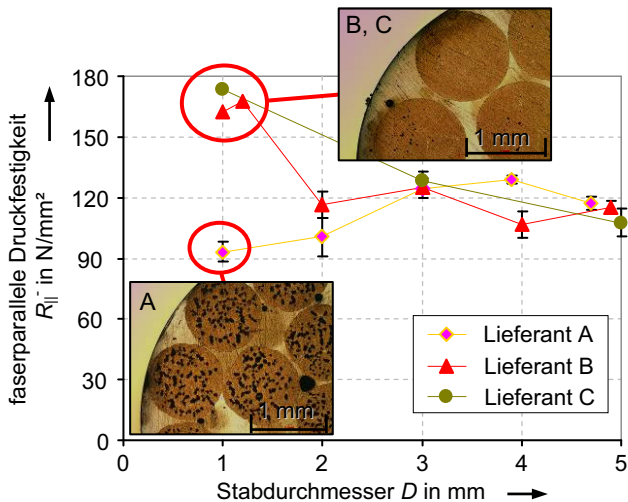 B, C
1 mm
180
150
120
90
60
30
0
faserparallele Druckfestigkeit
R||⁻ in N/mm²
A
1 mm
Lieferant A
Lieferant B
Lieferant C
0 1 2 3 4 5
Stabdurchmesser D in mm